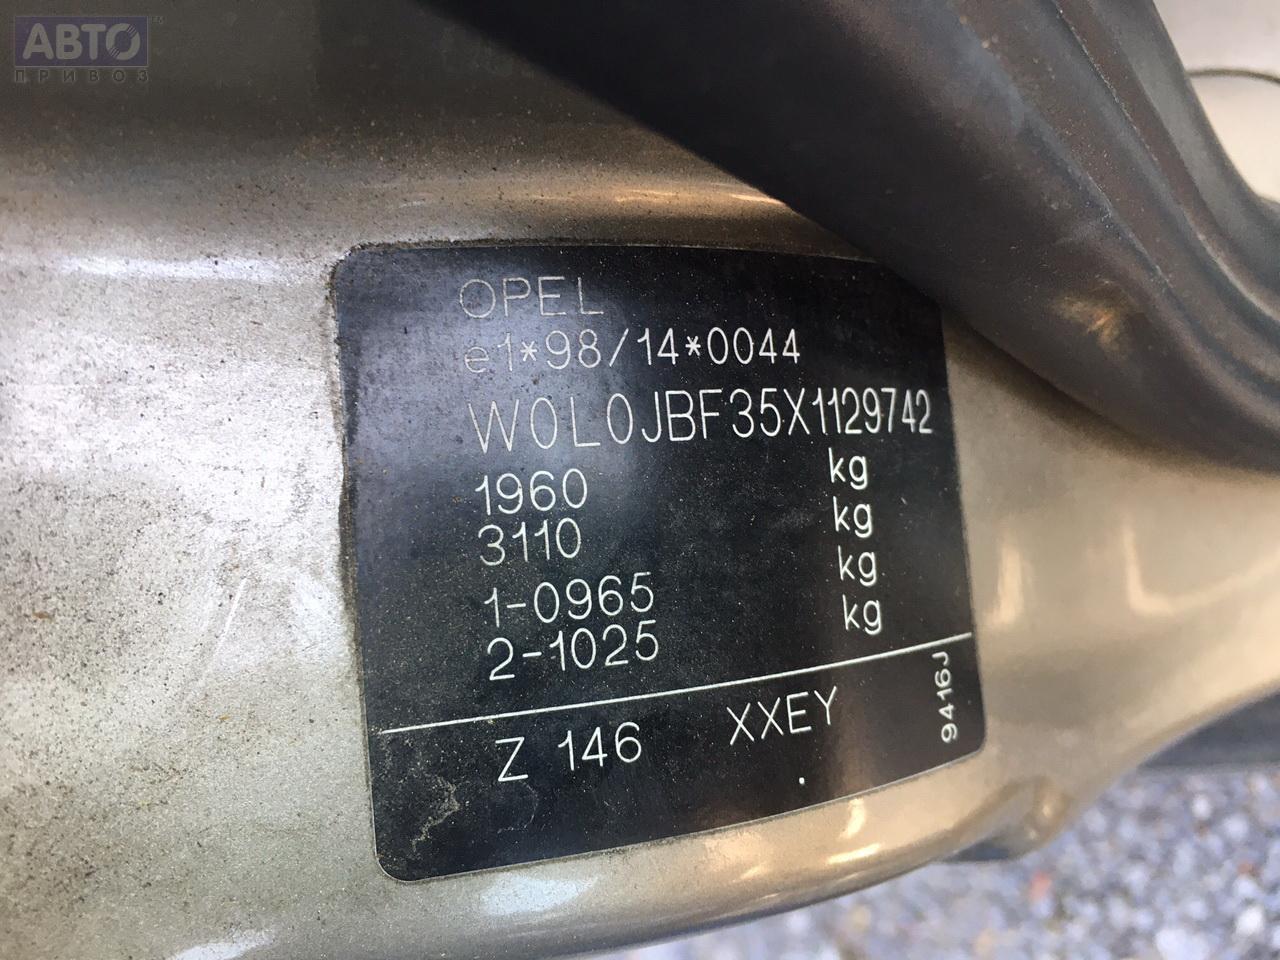 АВТО
ПРИВОЗ
OPEL
e1*98/14*0044
W0L0JBF35X1129742
1960 kg
3110 kg
1-0965 kg
2-1025 kg
Z 146 XXEY
9416J